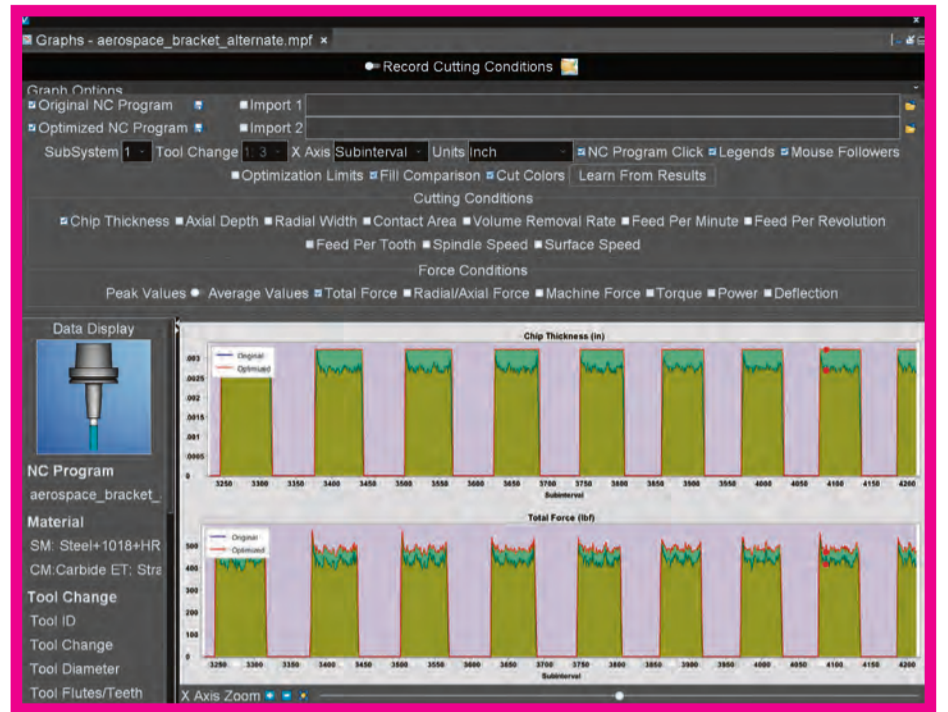 Graphs - aerospace_bracket_alternate.mpf ×
Record Cutting Conditions
Graph Options
Original NC Program Import 1
Optimized NC Program Import 2
SubSystem 1 Tool Change 1: 3 X Axis Subinterval Units Inch NC Program Click Legends Mouse Followers
Optimization Limits Fill Comparison Cut Colors Learn From Results
Cutting Conditions
Chip Thickness Axial Depth Radial Width Contact Area Volume Removal Rate Feed Per Minute Feed Per Revolution
Feed Per Tooth Spindle Speed Surface Speed
Force Conditions
Peak Values Average Values Total Force Radial/Axial Force Machine Force Torque Power Deflection
Data Display
NC Program
aerospace_bracket_
Material
SM: Steel+1018+HR
CM:Carbide ET: Stra
Tool Change
Tool ID
Tool Change
Tool Diameter
Tool Flutes/Teeth
Chip Thickness (in)
Original
Optimized
.003
.0025
.002
.0015
.001
.0005
0
3250 3300 3350 3400 3450 3500 3550 3600 3650 3700 3750 3800 3850 3900 3950 4000 4050 4100 4150 4200
Subinterval
Total Force (lbf)
Original
Optimized
500
400
300
200
100
0
3250 3300 3350 3400 3450 3500 3550 3600 3650 3700 3750 3800 3850 3900 3950 4000 4050 4100 4150 4200
Subinterval
X Axis Zoom